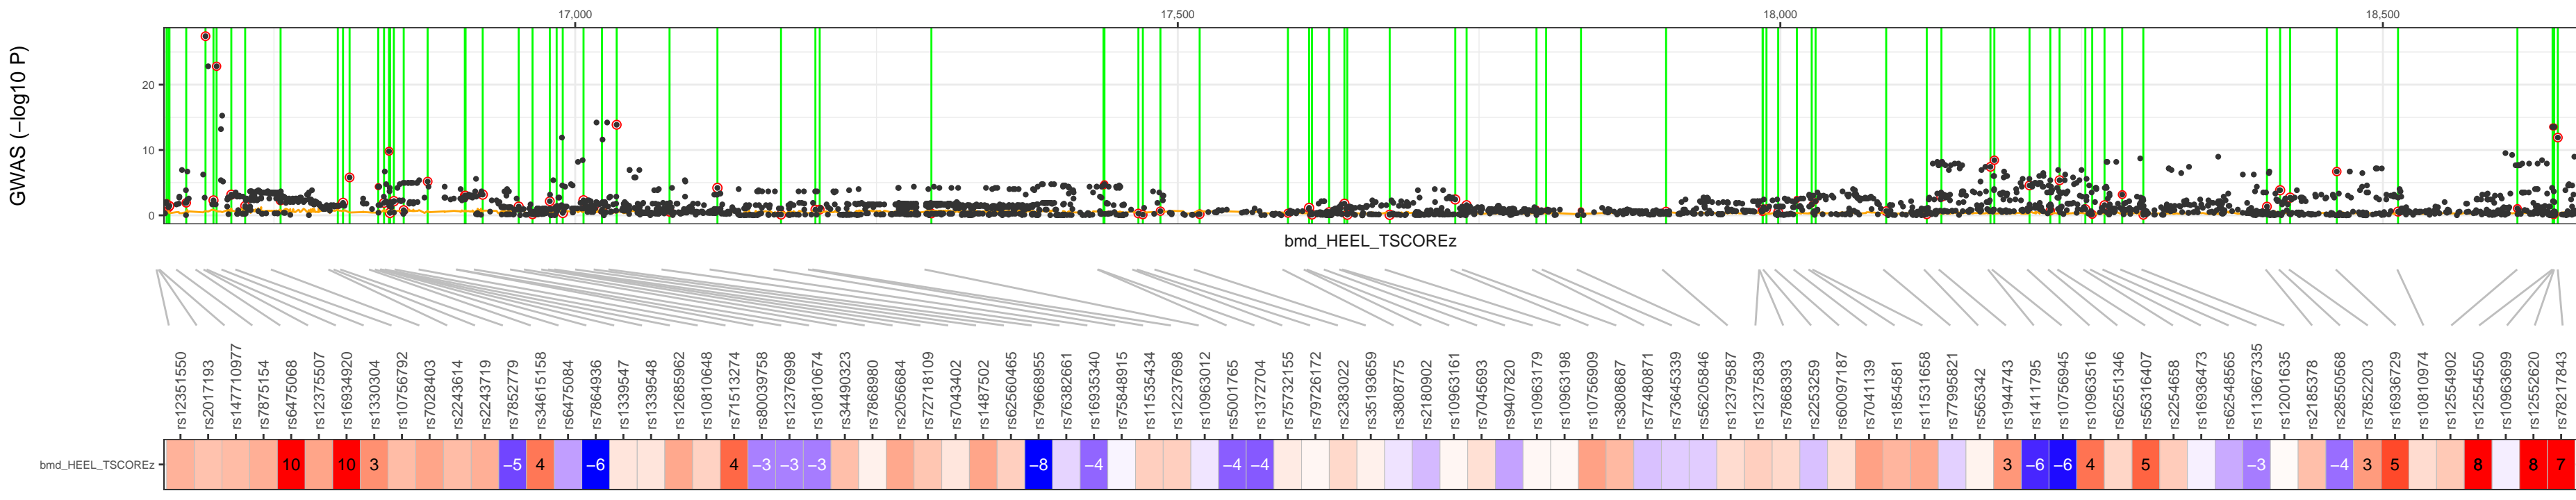 17,000 17,500 18,000 18,500
GWAS (−log10 P)
20
10
0
bmd_HEEL_TSCOREz
rs12351550
rs2017193
rs147710977
rs7875154
rs6475068
rs12375507
rs16934920
rs1330304
rs10756792
rs7028403
rs2243614
rs2243719
rs7852779
rs34615158
rs6475084
rs7864936
rs1339547
rs1339548
rs12685962
rs10810648
rs71513274
rs80039758
rs12376998
rs10810674
rs34490323
rs7868980
rs2056684
rs72718109
rs7043402
rs1487502
rs62560465
rs79668955
rs76382661
rs16935340
rs75848915
rs11535434
rs12237698
rs10963012
rs5001765
rs1372704
rs75732155
rs79726172
rs2383022
rs35193659
rs3808775
rs2180902
rs10963161
rs7045693
rs9407820
rs10963179
rs10963198
rs10756909
rs3808687
rs77480871
rs73645339
rs56205846
rs12379587
rs12375839
rs7868393
rs2253259
rs60097187
rs7041139
rs1854581
rs11531658
rs77795821
rs565342
rs1944743
rs1411795
rs10756945
rs10963516
rs62551346
rs56316407
rs2254658
rs16936473
rs62548565
rs113667335
rs12001635
rs2185378
rs28550568
rs7852203
rs16936729
rs10810974
rs12554902
rs12554550
rs10963699
rs12552620
rs78217843
bmd_HEEL_TSCOREz 10 10 3 −5 4 −6 4 −3 −3 −3 −8 −4 −4 −4 3 −6 −6 4 5 −3 −4 3 5 8 8 7